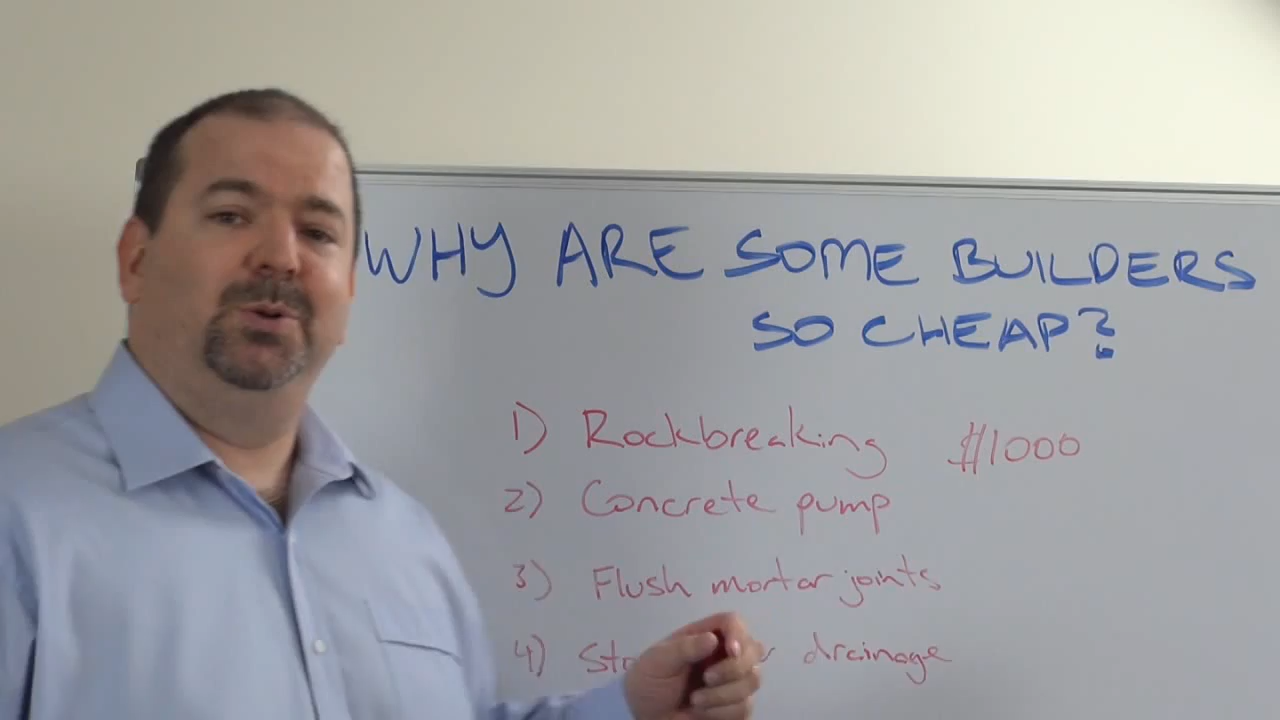 WHY ARE SOME BUILDERS
SO CHEAP?
1) Rockbreaking $1000
2) Concrete pump
3) Flush mortar joints
4) drainage